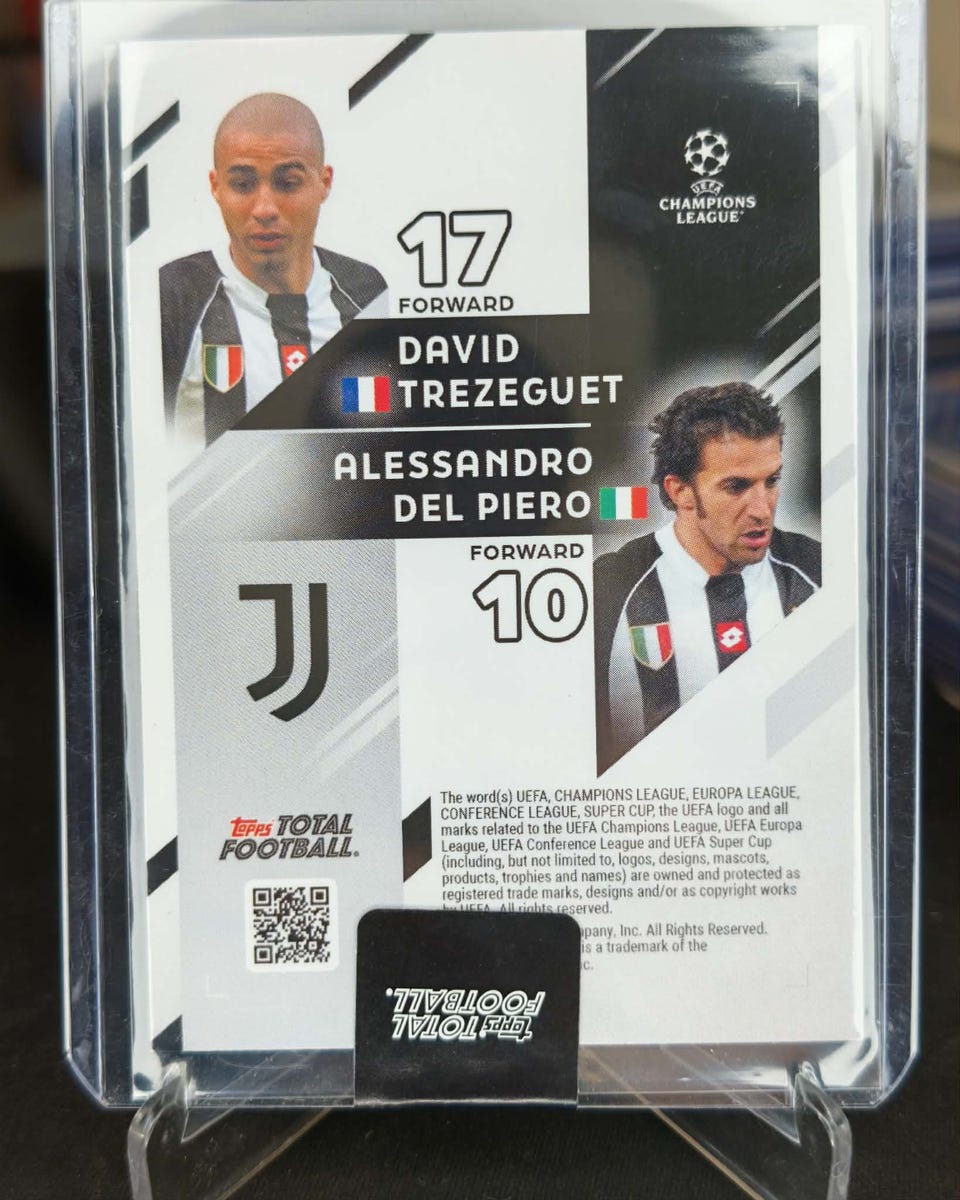 17
FORWARD
DAVID
TREZEGUET
ALESSANDRO
DEL PIERO
FORWARD
10
UEFA
CHAMPIONS
LEAGUE
topps TOTAL
FOOTBALL.
The word(s) UEFA, CHAMPIONS LEAGUE, EUROPA LEAGUE,
CONFERENCE LEAGUE, SUPER CUP, the UEFA logo and all
marks related to the UEFA Champions League, UEFA Europa
League, UEFA Conference League and UEFA Super Cup
(including, but not limited to, logos, designs, mascots,
products, trophies and names) are owned and protected as
registered trade marks, designs and/or as copyright works
by UEFA. All rights reserved.
mpany, Inc. All Rights Reserved.
is a trademark of the
nc.
topps TOTAL
FOOTBALL.